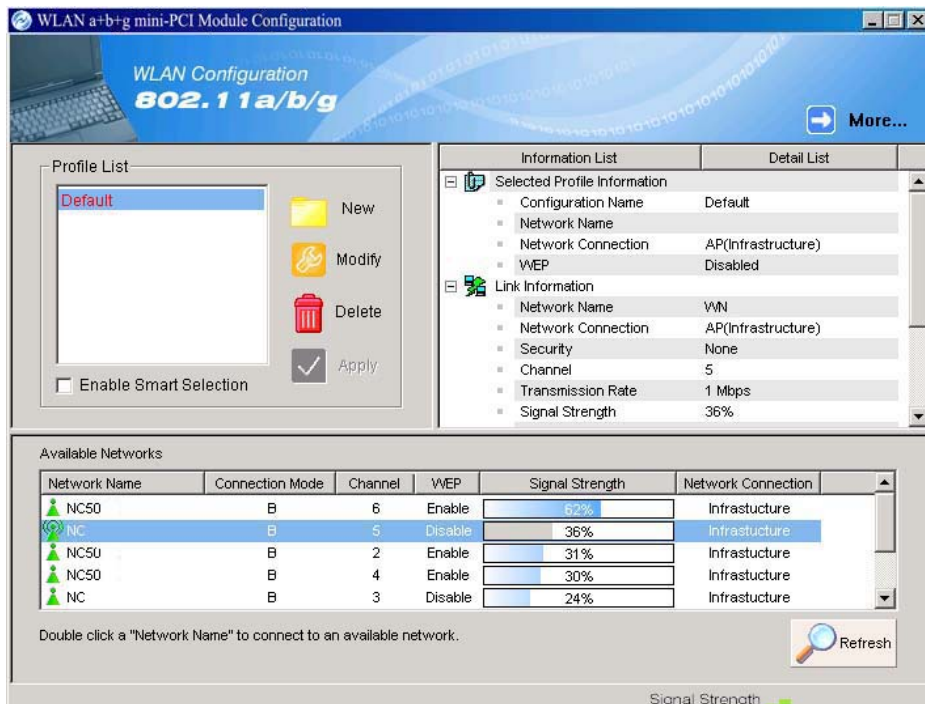 WLAN a+b+g mini-PCI Module Configuration
WLAN Configuration
802.11a/b/g
More...
Profile List
Default
New
Modify
Delete
Apply
Enable Smart Selection
Information List Detail List
Selected Profile Information
Configuration Name Default
Network Name
Network Connection AP(Infrastructure)
WEP Disabled
Link Information
Network Name WN
Network Connection AP(Infrastructure)
Security None
Channel 5
Transmission Rate 1 Mbps
Signal Strength 36%
Available Networks
Network Name Connection Mode Channel WEP Signal Strength Network Connection
NC50 B 6 Enable 62% Infrastucture
NC B 5 Disable 36% Infrastucture
NC50 B 2 Enable 31% Infrastucture
NC50 B 4 Enable 30% Infrastucture
NC B 3 Disable 24% Infrastucture
Double click a "Network Name" to connect to an available network.
Refresh
Signal Strength